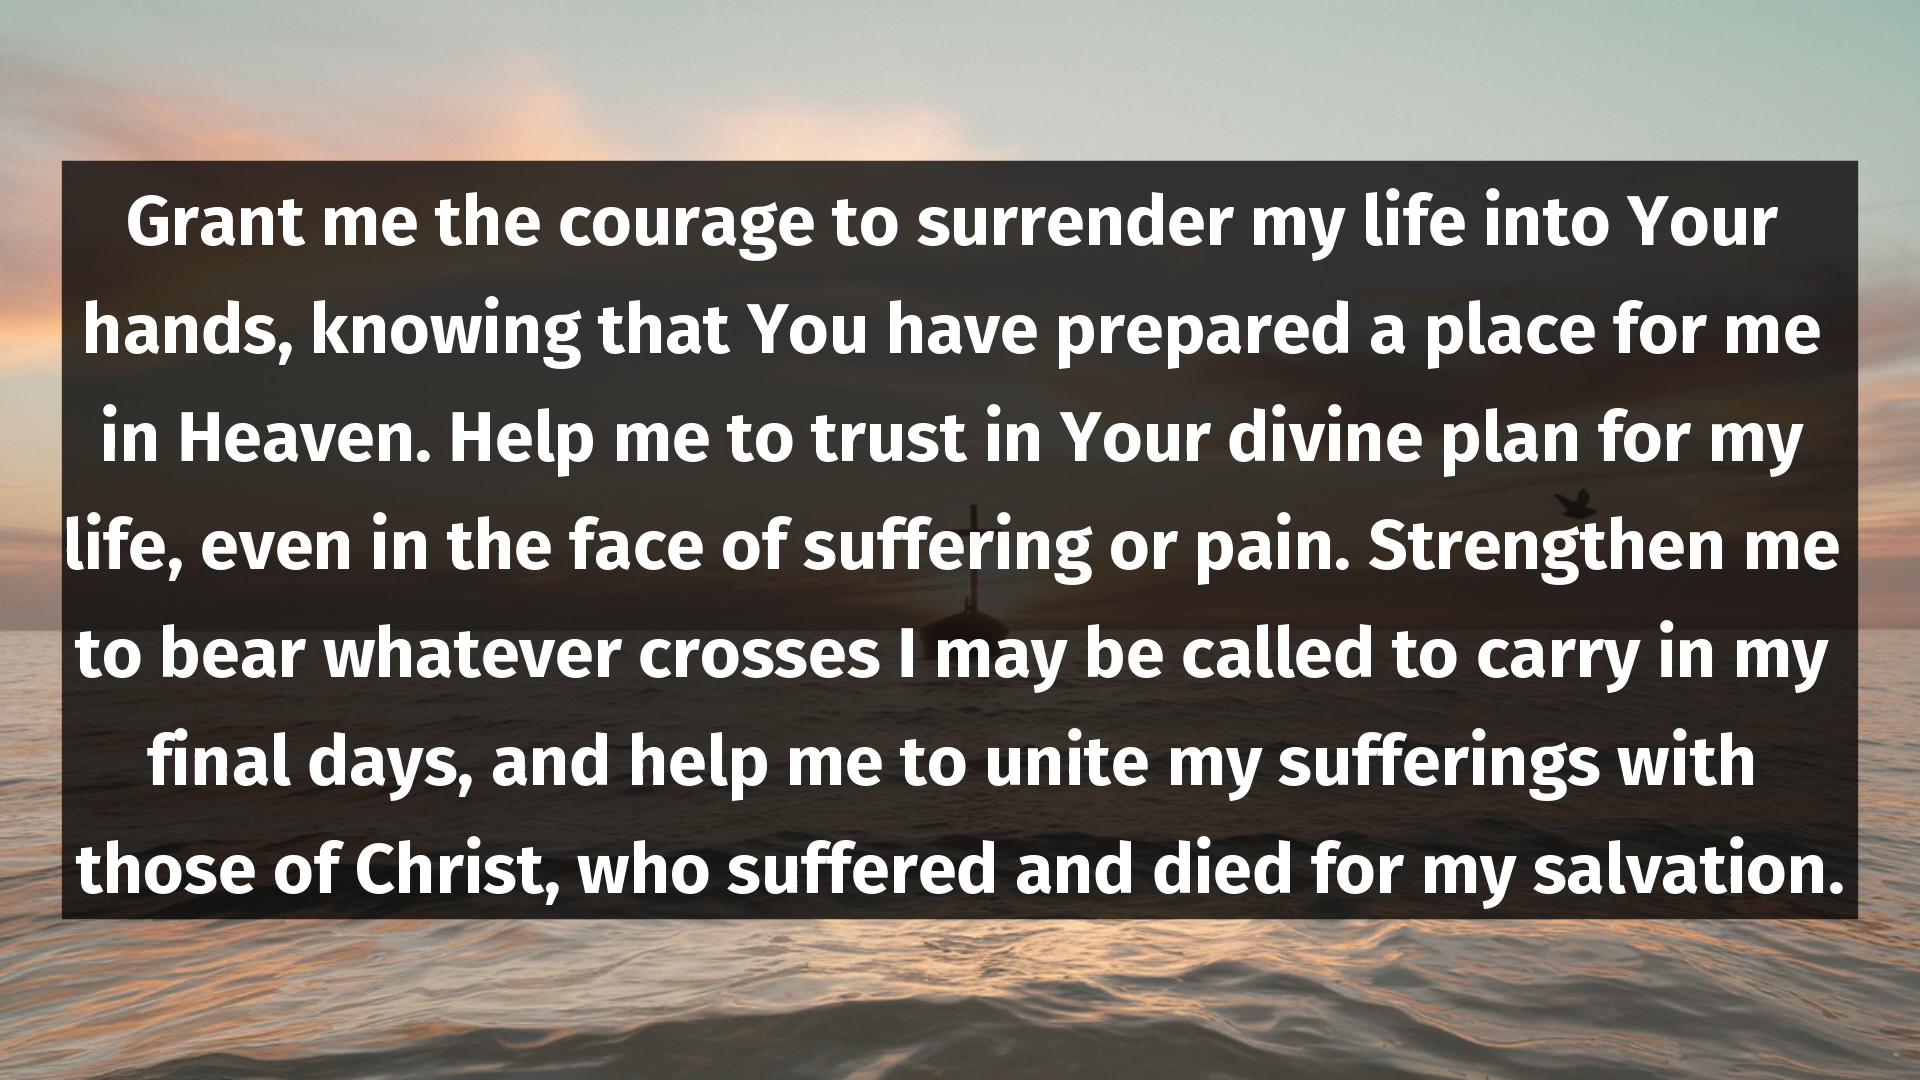 Grant me the courage to surrender my life into Your
hands, knowing that You have prepared a place for me
in Heaven. Help me to trust in Your divine plan for my
life, even in the face of suffering or pain. Strengthen me
to bear whatever crosses I may be called to carry in my
final days, and help me to unite my sufferings with
those of Christ, who suffered and died for my salvation.